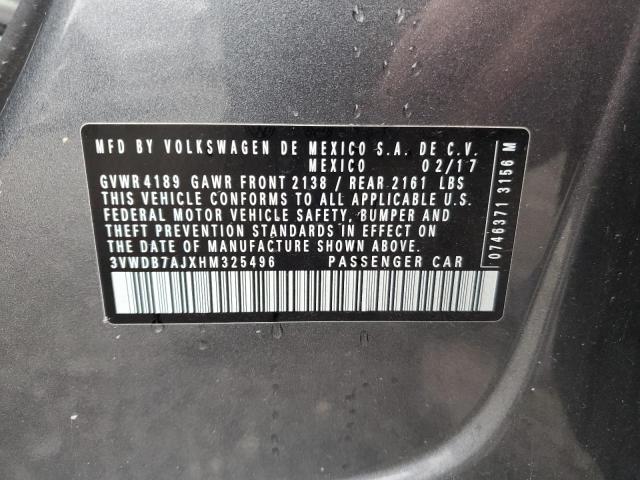 MFD BY VOLKSWAGEN DE MEXICO S.A. DE C.V.
MEXICO 02/17
GVWR 4189 GAWR FRONT 2138 / REAR 2161 LBS
THIS VEHICLE CONFORMS TO ALL APPLICABLE U.S.
FEDERAL MOTOR VEHICLE SAFETY, BUMPER AND
THEFT PREVENTION STANDARDS IN EFFECT ON
THE DATE OF MANUFACTURE SHOWN ABOVE.
3VWDB7AJXHM325496 PASSENGER CAR
0746371 3156 M